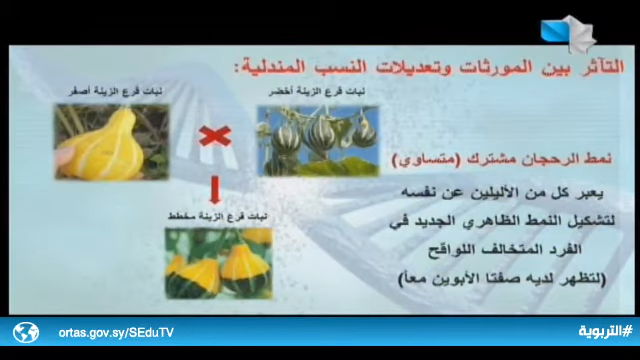 التآثر بين المورثات وتعديلات النسب المندلية:
نبات قرع الزينة أخضر
نبات قرع الزينة أصفر
نمط الرجحان مشترك (متساوي)
يعبر كل من الأليلين عن نفسه
لتشكيل النمط الظاهري الجديد في
الفرد المتخالف اللواقح
(لتظهر لديه صفتا الأبوين معاً)
نبات قرع الزينة مخطط
#التربوية
ortas.gov.sy/SEduTV